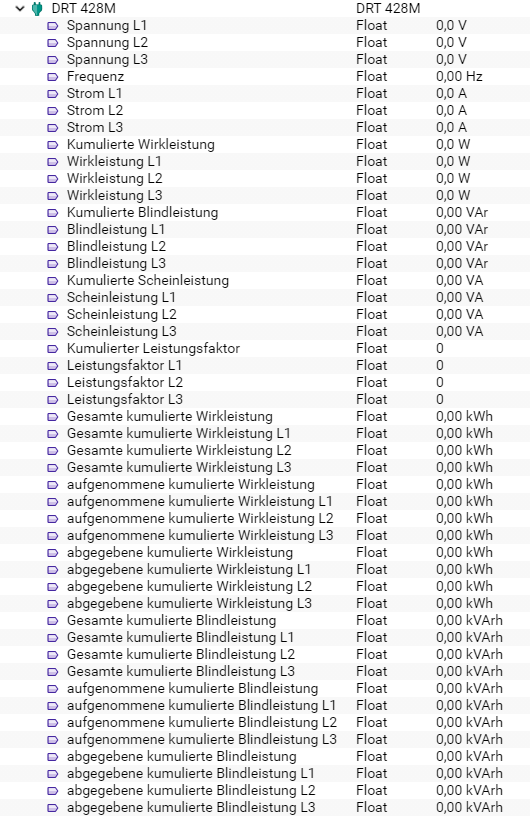 DRT 428M DRT 428M
Spannung L1 Float 0,0 V
Spannung L2 Float 0,0 V
Spannung L3 Float 0,0 V
Frequenz Float 0,00 Hz
Strom L1 Float 0,0 A
Strom L2 Float 0,0 A
Strom L3 Float 0,0 A
Kumulierte Wirkleistung Float 0,0 W
Wirkleistung L1 Float 0,0 W
Wirkleistung L2 Float 0,0 W
Wirkleistung L3 Float 0,0 W
Kumulierte Blindleistung Float 0,00 VAr
Blindleistung L1 Float 0,00 VAr
Blindleistung L2 Float 0,00 VAr
Blindleistung L3 Float 0,00 VAr
Kumulierte Scheinleistung Float 0,00 VA
Scheinleistung L1 Float 0,00 VA
Scheinleistung L2 Float 0,00 VA
Scheinleistung L3 Float 0,00 VA
Kumulierter Leistungsfaktor Float 0
Leistungsfaktor L1 Float 0
Leistungsfaktor L2 Float 0
Leistungsfaktor L3 Float 0
Gesamte kumulierte Wirkleistung Float 0,00 kWh
Gesamte kumulierte Wirkleistung L1 Float 0,00 kWh
Gesamte kumulierte Wirkleistung L2 Float 0,00 kWh
Gesamte kumulierte Wirkleistung L3 Float 0,00 kWh
aufgenommene kumulierte Wirkleistung Float 0,00 kWh
aufgenommene kumulierte Wirkleistung L1 Float 0,00 kWh
aufgenommene kumulierte Wirkleistung L2 Float 0,00 kWh
aufgenommene kumulierte Wirkleistung L3 Float 0,00 kWh
abgegebene kumulierte Wirkleistung Float 0,00 kWh
abgegebene kumulierte Wirkleistung L1 Float 0,00 kWh
abgegebene kumulierte Wirkleistung L2 Float 0,00 kWh
abgegebene kumulierte Wirkleistung L3 Float 0,00 kWh
Gesamte kumulierte Blindleistung Float 0,00 kVArh
Gesamte kumulierte Blindleistung L1 Float 0,00 kVArh
Gesamte kumulierte Blindleistung L2 Float 0,00 kVArh
Gesamte kumulierte Blindleistung L3 Float 0,00 kVArh
aufgenommene kumulierte Blindleistung Float 0,00 kVArh
aufgenommene kumulierte Blindleistung L1 Float 0,00 kVArh
aufgenommene kumulierte Blindleistung L2 Float 0,00 kVArh
aufgenommene kumulierte Blindleistung L3 Float 0,00 kVArh
abgegebene kumulierte Blindleistung Float 0,00 kVArh
abgegebene kumulierte Blindleistung L1 Float 0,00 kVArh
abgegebene kumulierte Blindleistung L2 Float 0,00 kVArh
abgegebene kumulierte Blindleistung L3 Float 0,00 kVArh